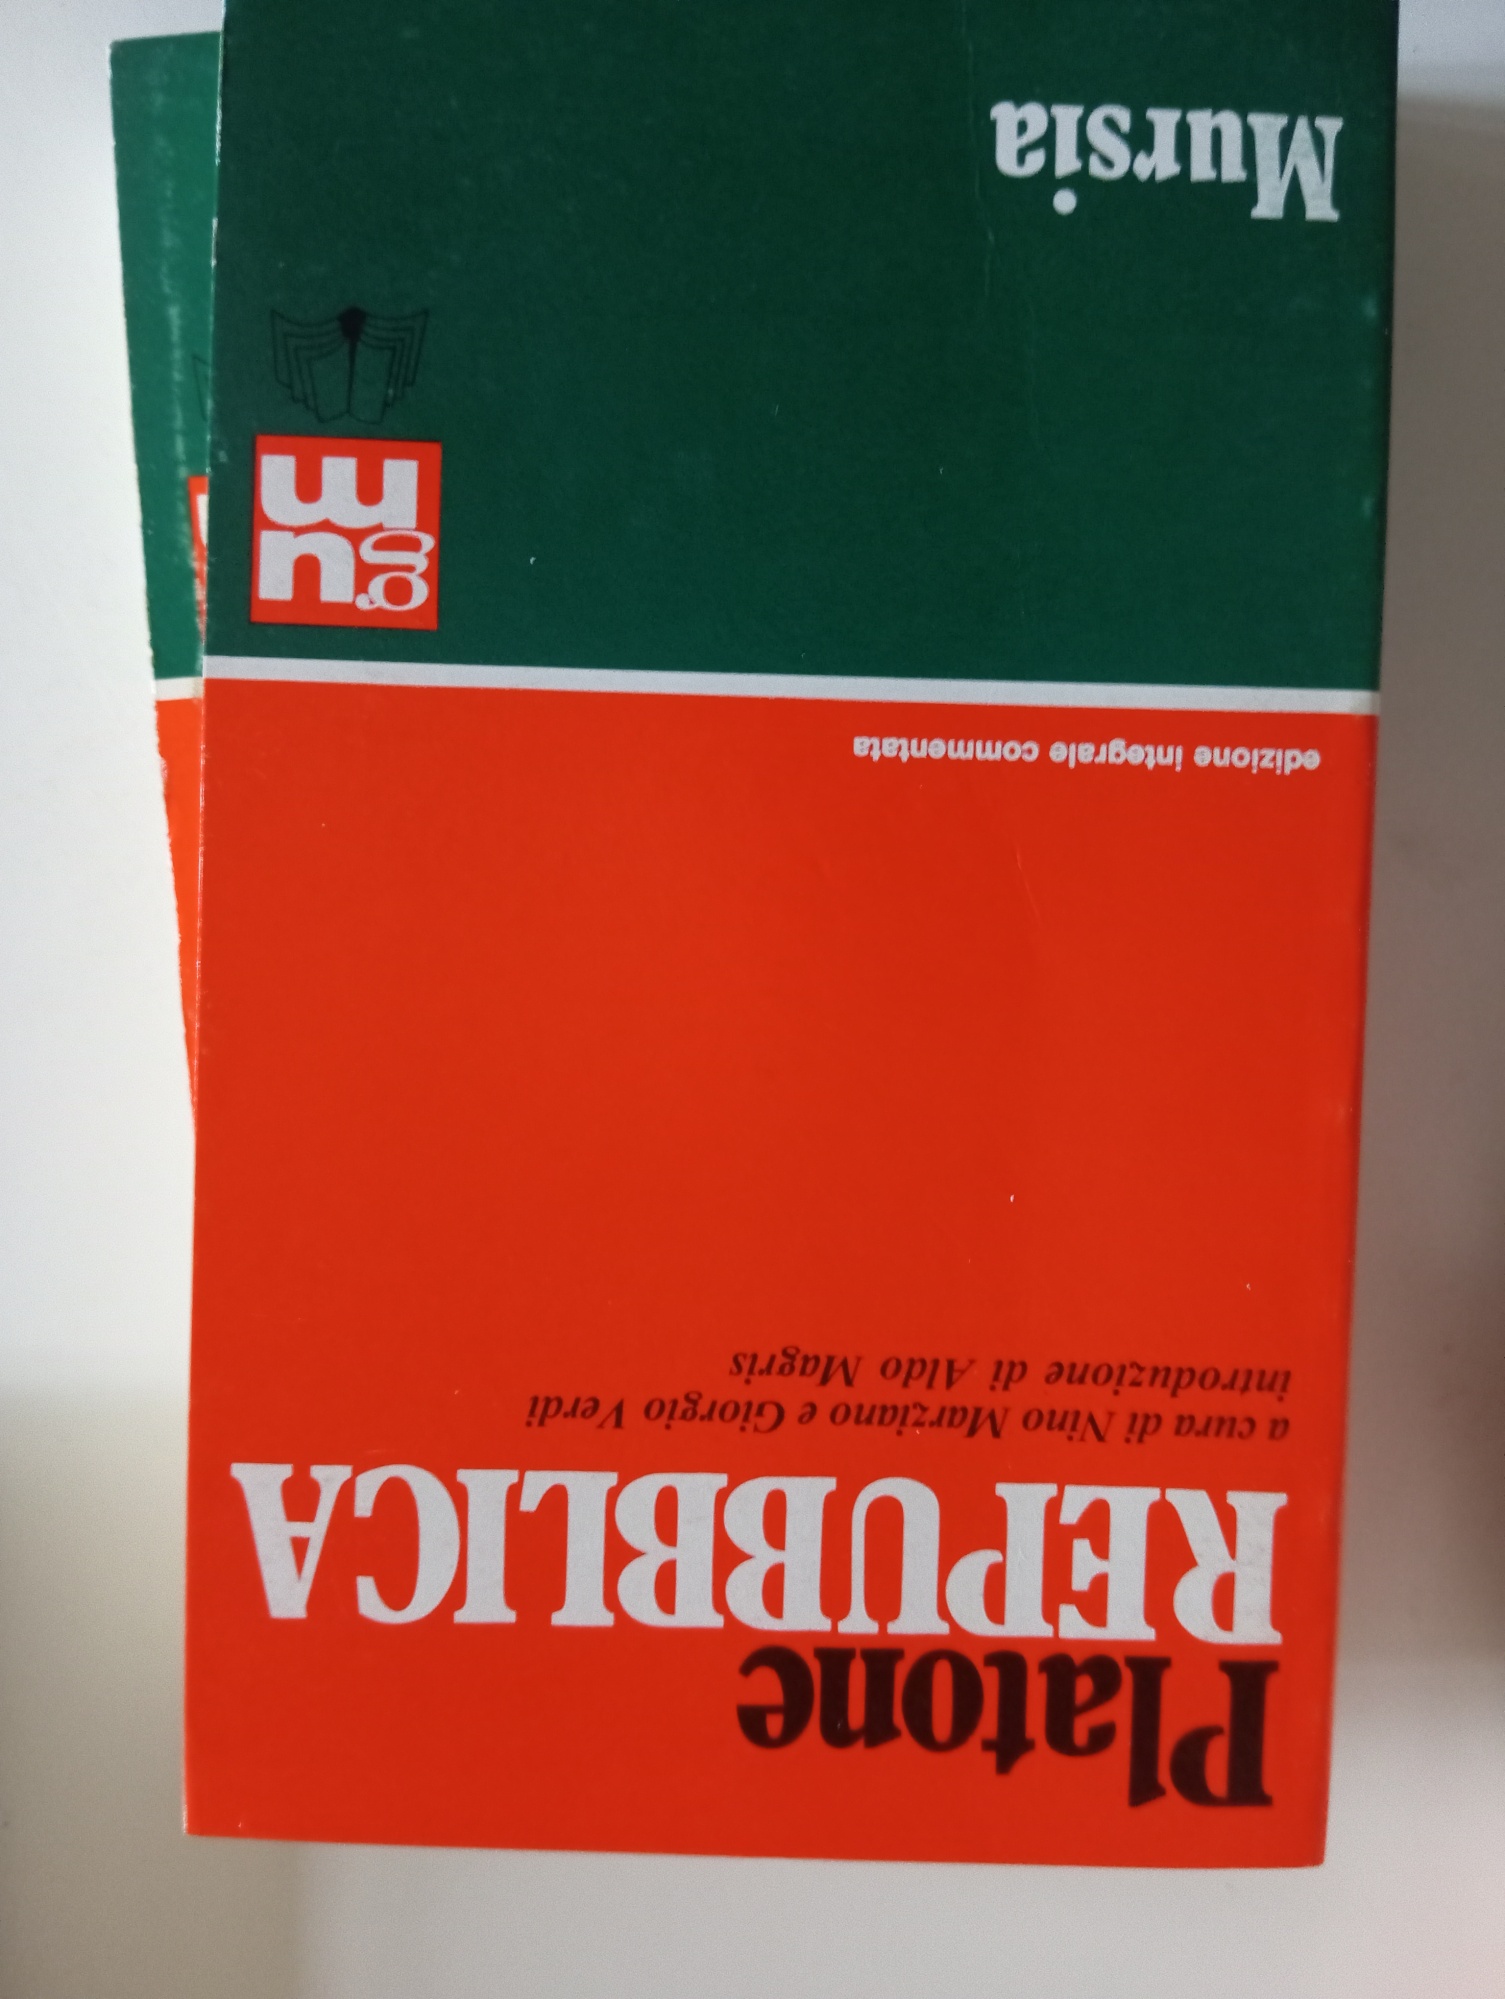 Platone
REPUBBLICA
a cura di Nino Marziano e Giorgio Verdi
introduzione di Aldo Magris
edizione integrale commentata
g.u.m
Mursia